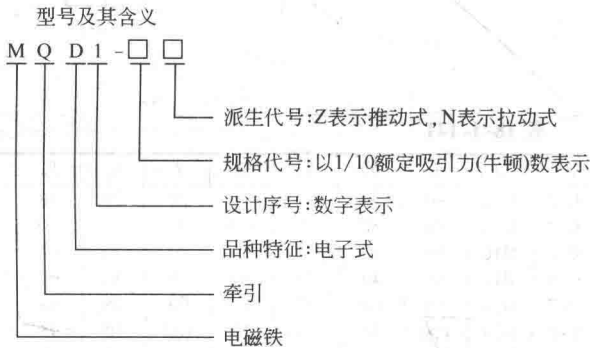 型号及其含义
M Q D 1 - □ □
派生代号:Z表示推动式,N表示拉动式
规格代号:以1/10额定吸引力(牛顿)数表示
设计序号:数字表示
品种特征:电子式
牵引
电磁铁